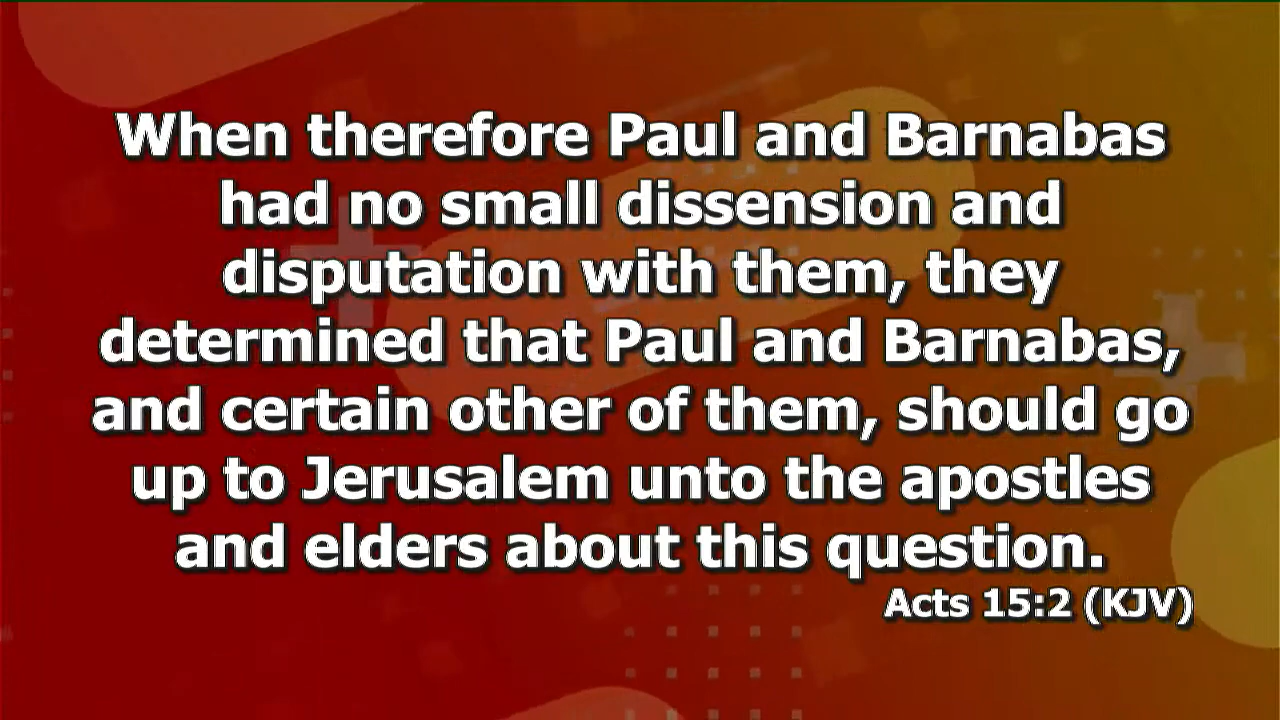 When therefore Paul and Barnabas
had no small dissension and
disputation with them, they
determined that Paul and Barnabas,
and certain other of them, should go
up to Jerusalem unto the apostles
and elders about this question.
Acts 15:2 (KJV)